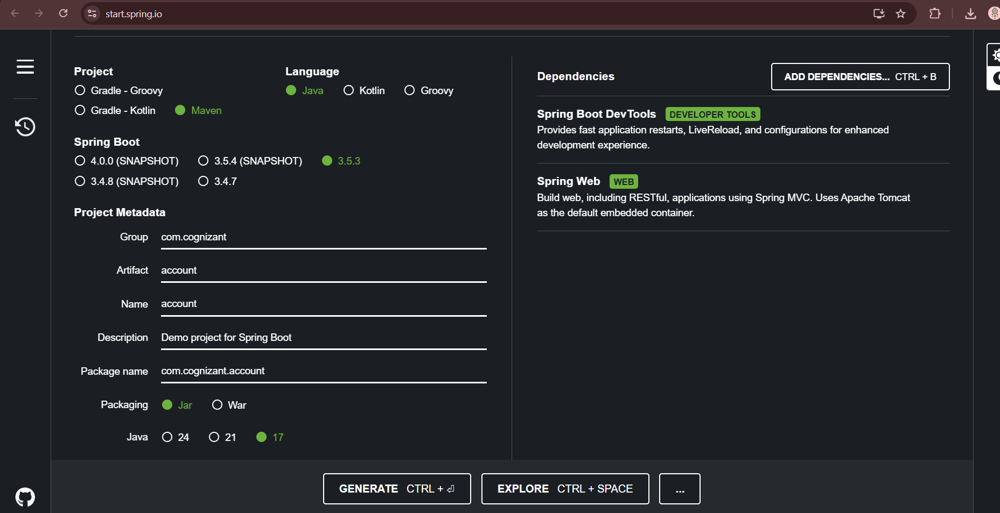 start.spring.io
Project
Gradle - Groovy
Gradle - Kotlin Maven
Language
Java Kotlin Groovy
Spring Boot
4.0.0 (SNAPSHOT) 3.5.4 (SNAPSHOT) 3.5.3
3.4.8 (SNAPSHOT) 3.4.7
Project Metadata
Group com.cognizant
Artifact account
Name account
Description Demo project for Spring Boot
Package name com.cognizant.account
Packaging Jar War
Java 24 21 17
Dependencies ADD DEPENDENCIES... CTRL + B
Spring Boot DevTools DEVELOPER TOOLS
Provides fast application restarts, LiveReload, and configurations for enhanced
development experience.
Spring Web WEB
Build web, including RESTful, applications using Spring MVC. Uses Apache Tomcat
as the default embedded container.
GENERATE CTRL + ⏎ EXPLORE CTRL + SPACE ...